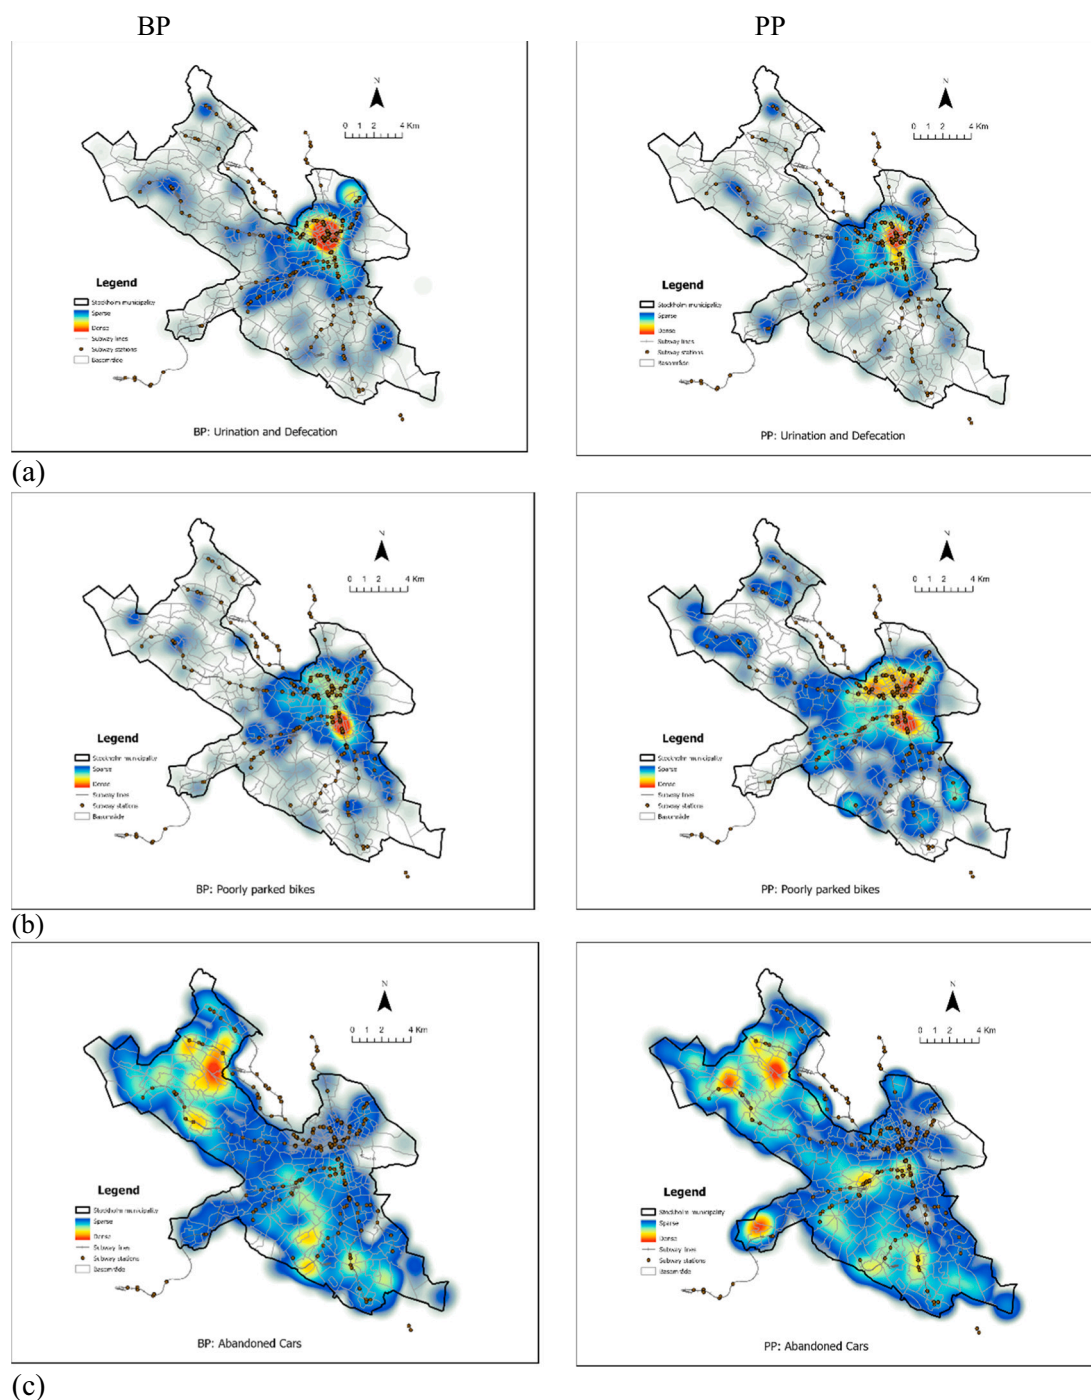 BP
PP
N
0 1 2 4 Km
Legend
Stockholm municipality
Sparse
Dense
Subway lines
Subway stations
Basområde
BP: Urination and Defecation
N
0 1 2 4 Km
Legend
Stockholm municipality
Sparse
Dense
Subway lines
Subway stations
Basområde
PP: Urination and Defecation
(a)
N
0 1 2 4 Km
Legend
Stockholm municipality
Sparse
Dense
Subway lines
Subway stations
Basområde
BP: Poorly parked bikes
N
0 1 2 4 Km
Legend
Stockholm municipality
Sparse
Dense
Subway lines
Subway stations
Basområde
PP: Poorly parked bikes
(b)
N
0 1 2 4 Km
Legend
Stockholm municipality
Sparse
Dense
Subway lines
Subway stations
Basområde
BP: Abandoned Cars
N
0 1 2 4 Km
Legend
Stockholm municipality
Sparse
Dense
Subway lines
Subway stations
Basområde
PP: Abandoned Cars
(c)